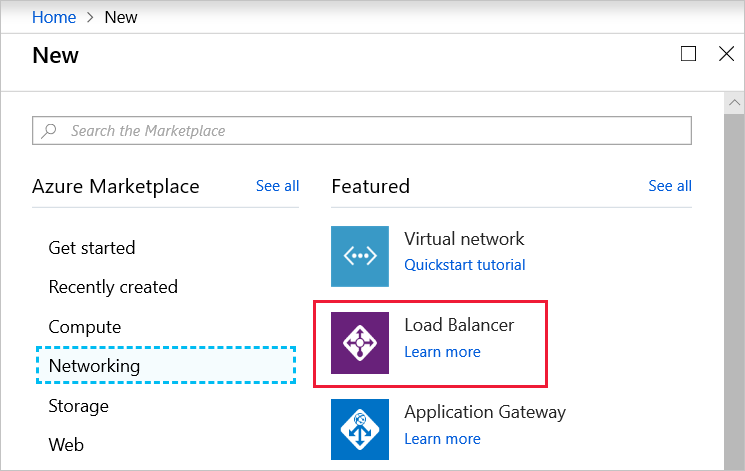 Home > New
New
Search the Marketplace
Azure Marketplace See all
Get started
Recently created
Compute
Networking
Storage
Web
Featured See all
Virtual network
Quickstart tutorial
Load Balancer
Learn more
Application Gateway
Learn more